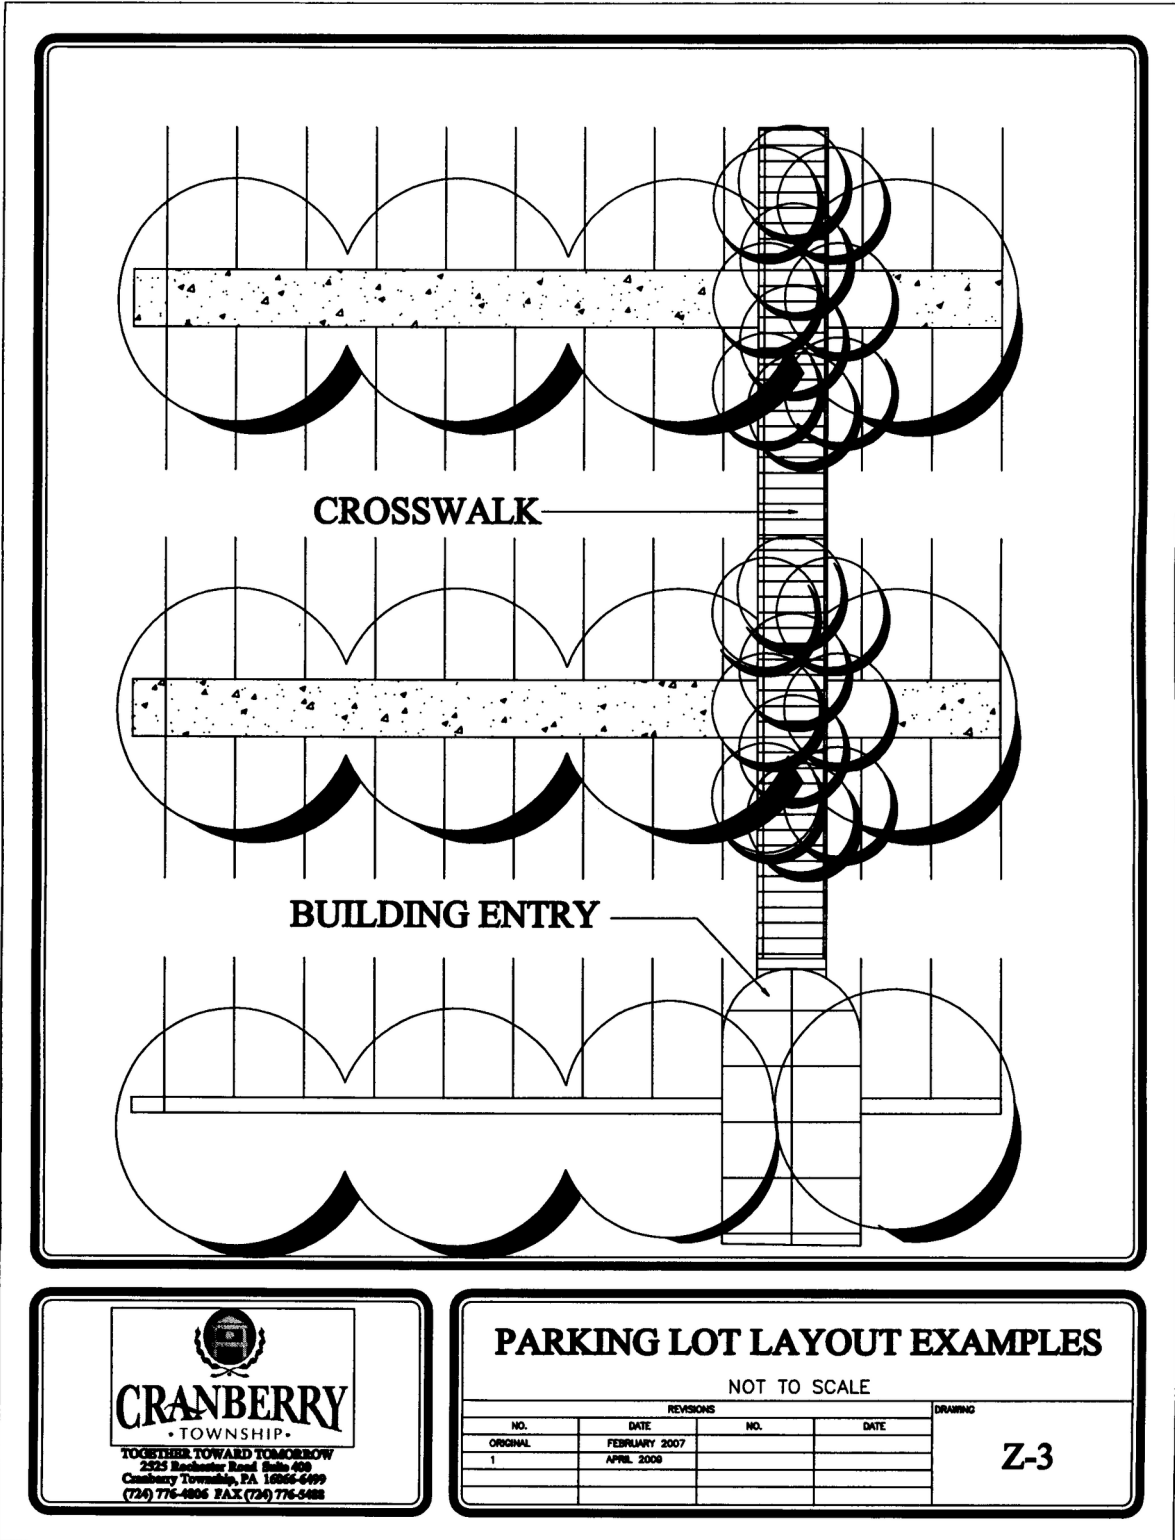 CROSSWALK
BUILDING ENTRY
CRANBERRY
• TOWNSHIP •
TOGETHER TOWARD TOMORROW
2525 Rochester Road Suite 400
Cranberry Township, PA 16066-6499
(724) 776-4806 FAX (724) 776-5488
PARKING LOT LAYOUT EXAMPLES
NOT TO SCALE
REVISIONS
DRAWING
NO. DATE NO. DATE
ORIGINAL FEBRUARY 2007
1 APRIL 2009
Z-3